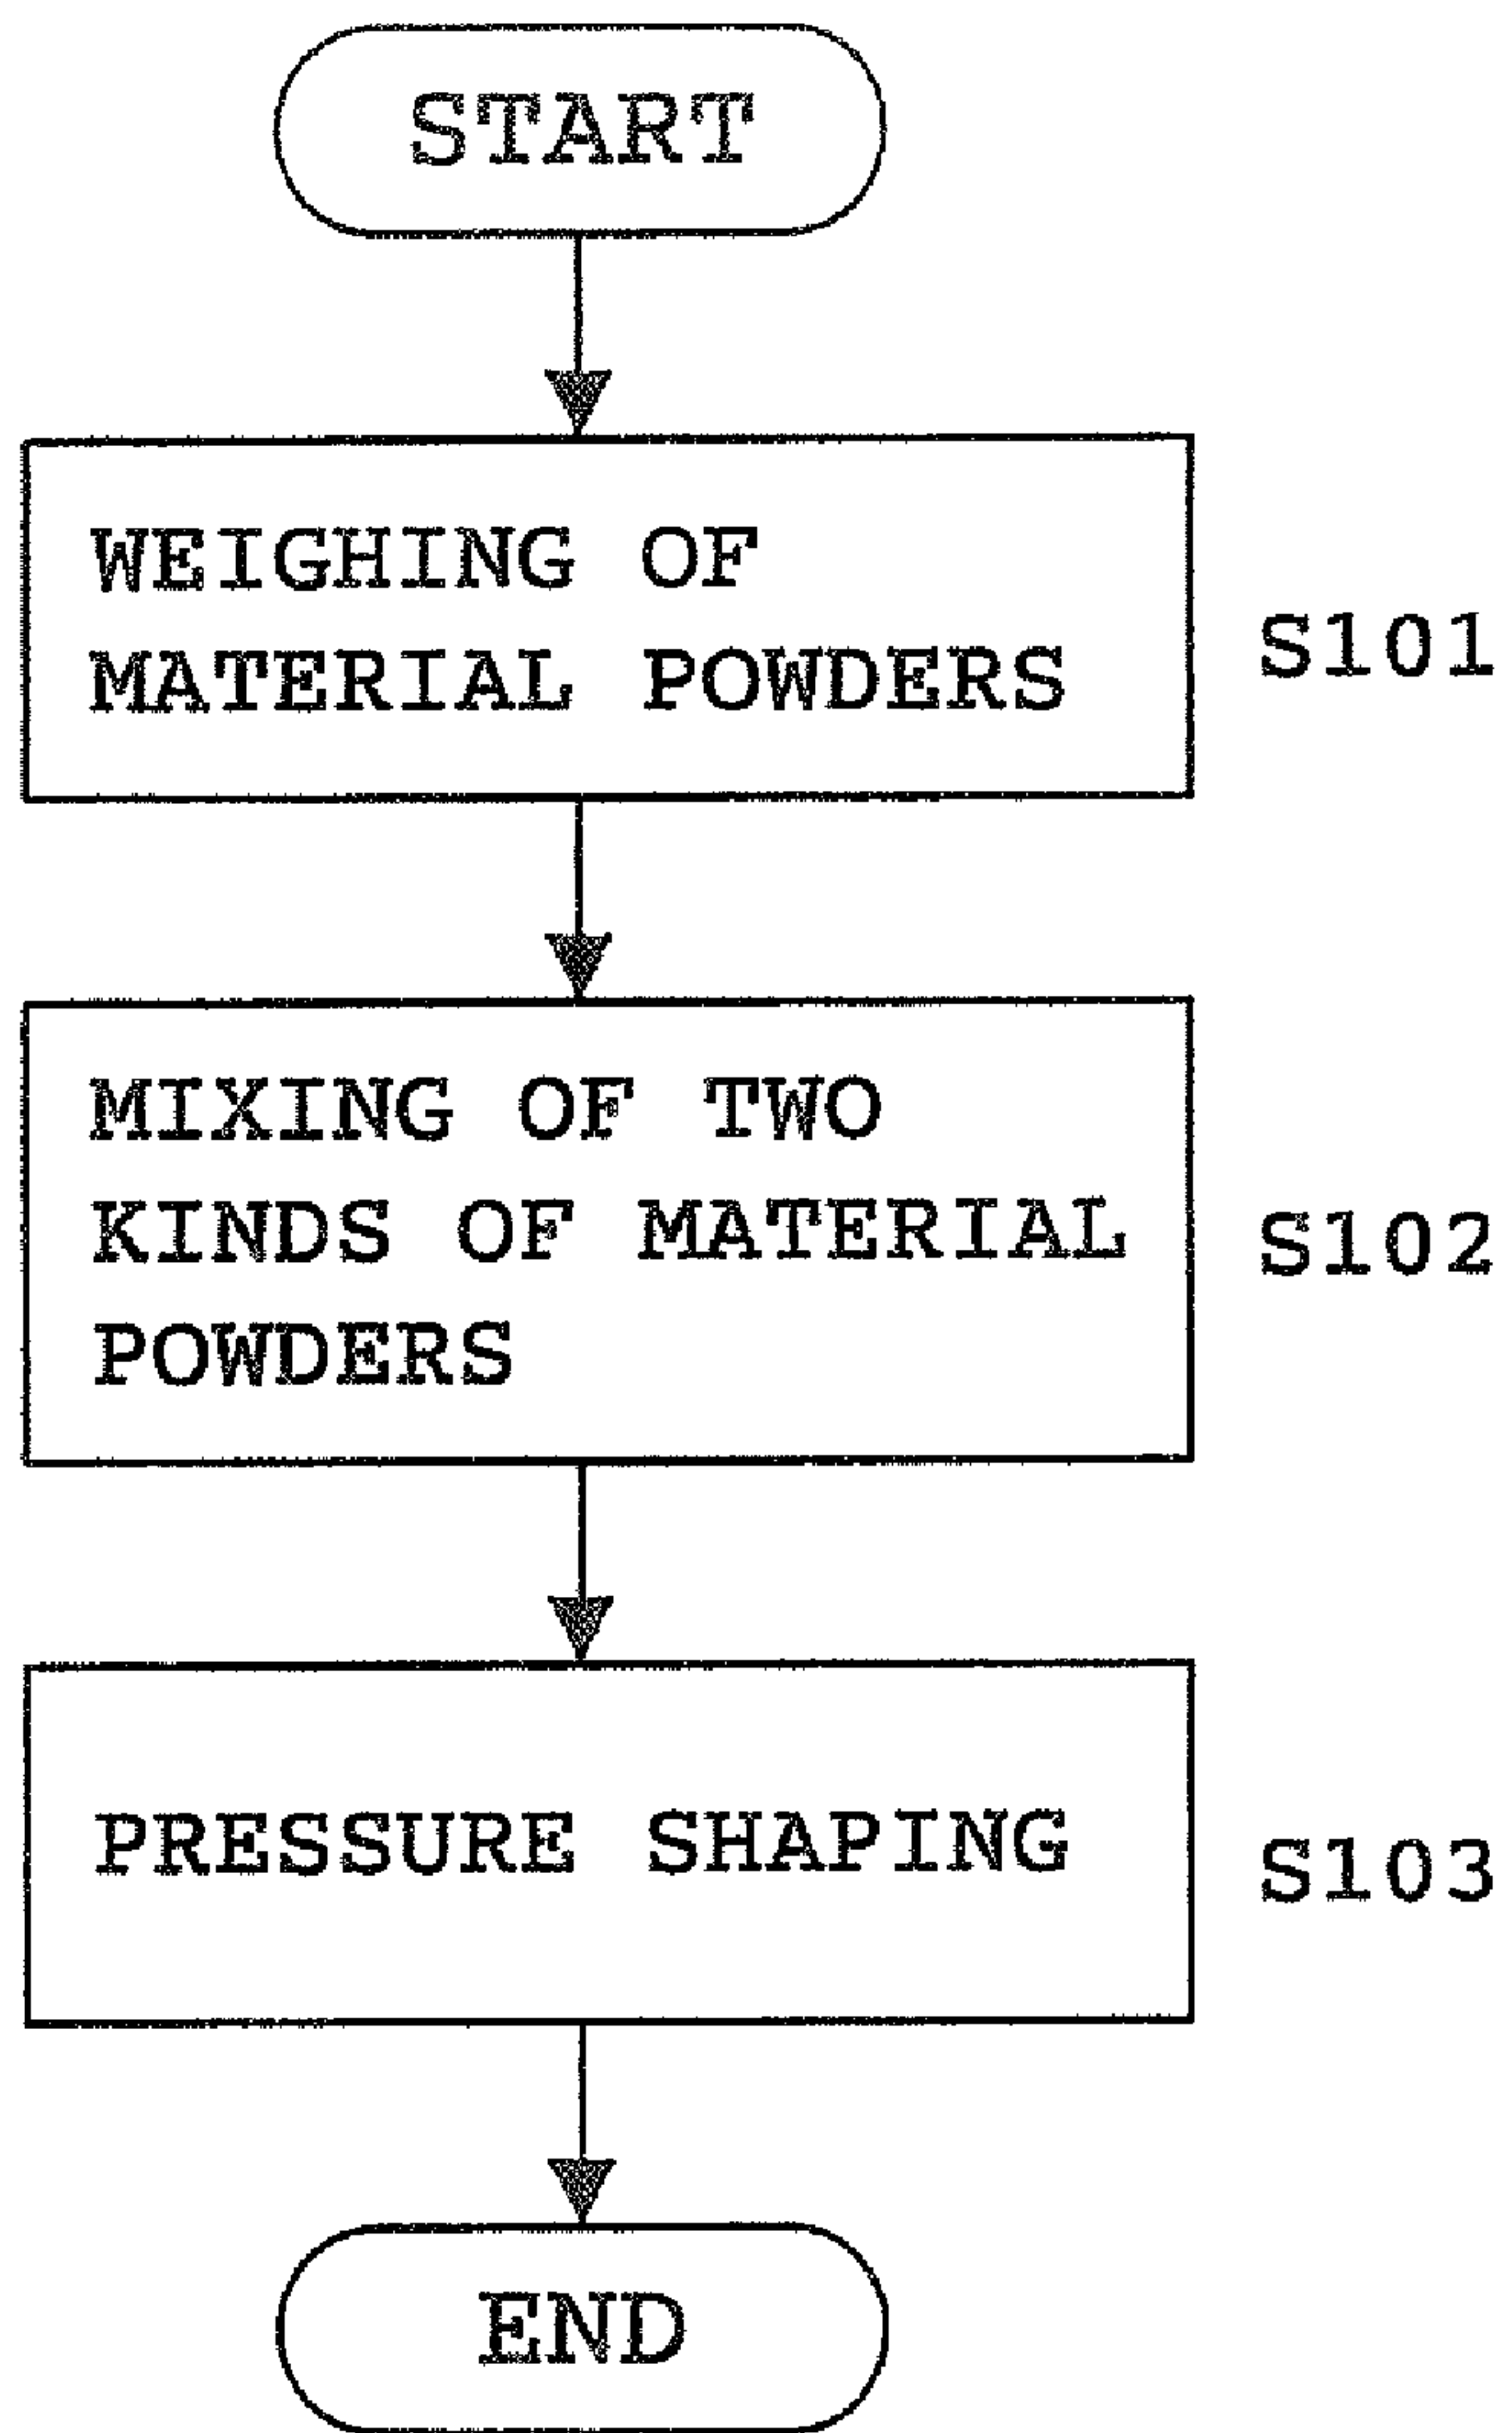 START
WEIGHING OF
MATERIAL POWDERS
S101
MIXING OF TWO
KINDS OF MATERIAL
POWDERS
S102
PRESSURE SHAPING
S103
END